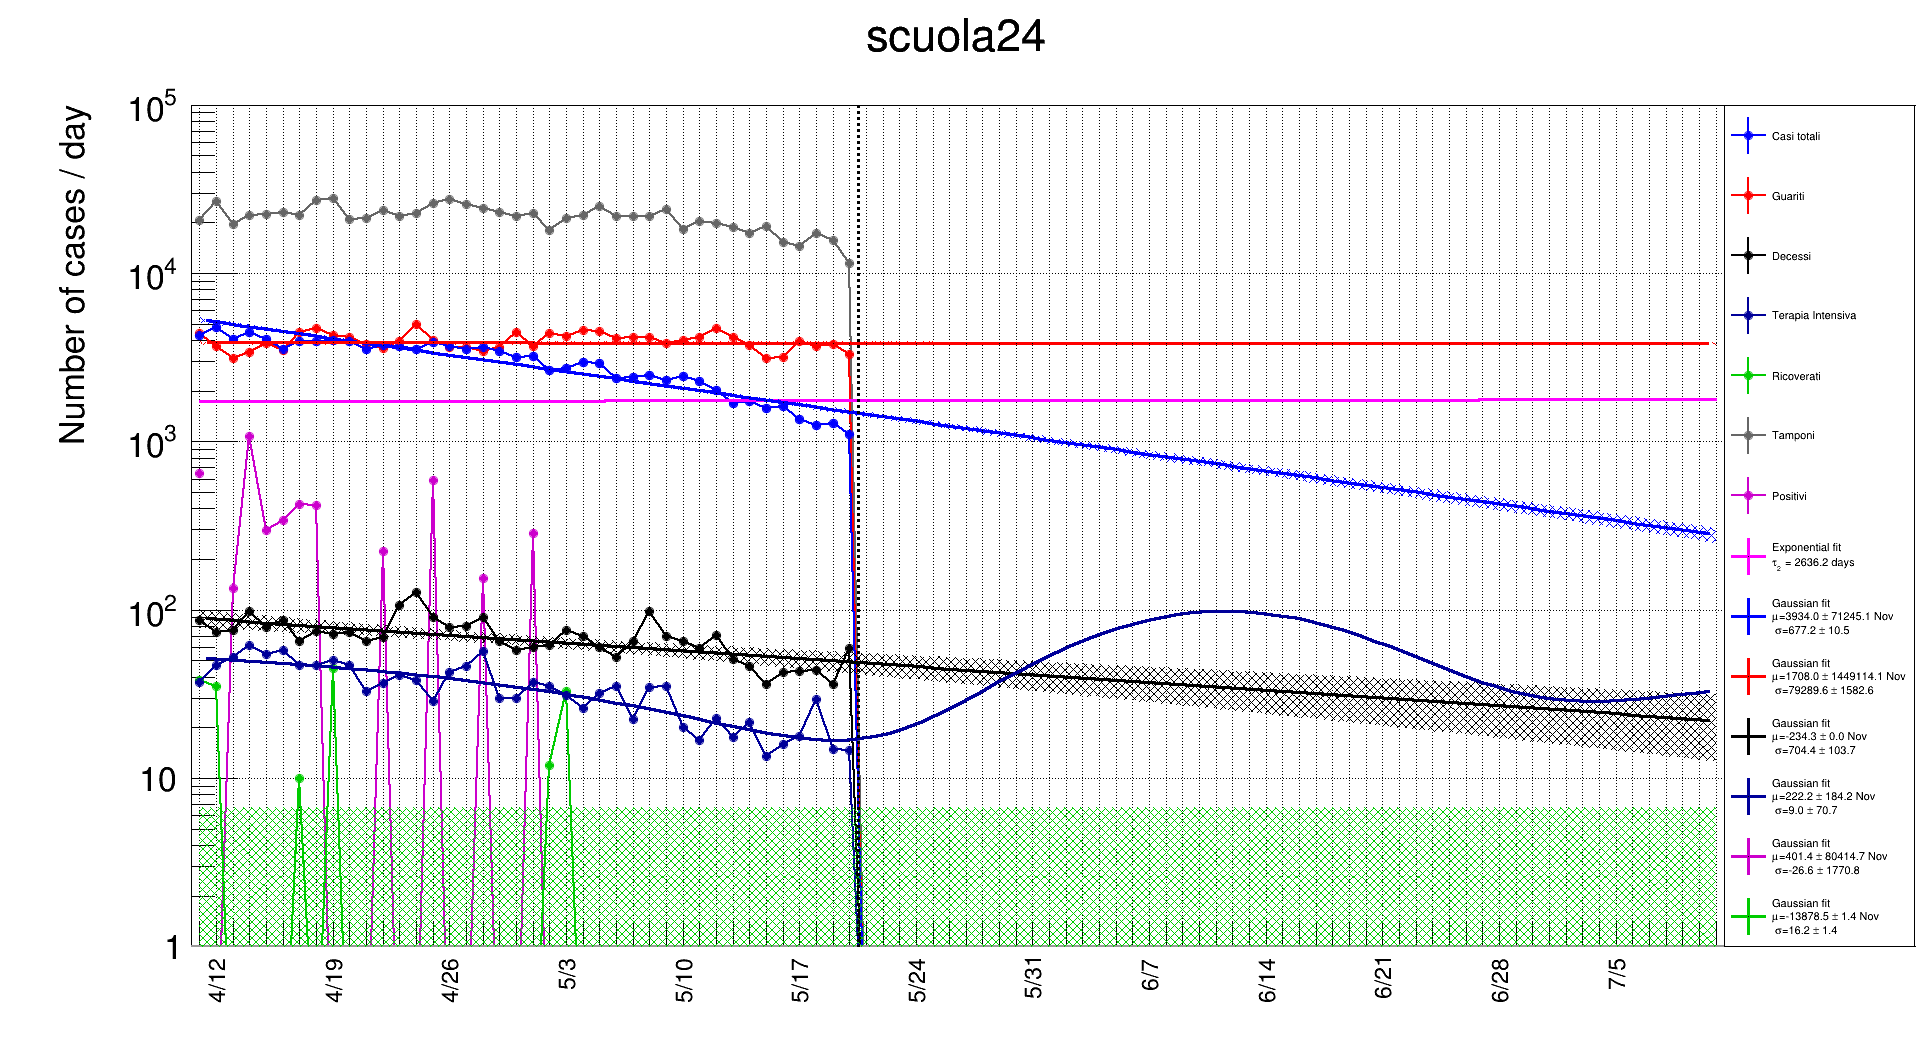 scuola24
Number of cases / day
10^5
10^4
10^3
10^2
10
1
4/12
4/19
4/26
5/3
5/10
5/17
5/24
5/31
6/7
6/14
6/21
6/28
7/5
Casi totali
Guariti
Decessi
Terapia Intensiva
Ricoverati
Tamponi
Positivi
Exponential fit
τ_2 = 2636.2 days
Gaussian fit
μ=3934.0 ± 71245.1 Nov
σ=677.2 ± 10.5
Gaussian fit
μ=1708.0 ± 1449114.1 Nov
σ=79289.6 ± 1582.6
Gaussian fit
μ=-234.3 ± 0.0 Nov
σ=704.4 ± 103.7
Gaussian fit
μ=222.2 ± 184.2 Nov
σ=9.0 ± 70.7
Gaussian fit
μ=401.4 ± 80414.7 Nov
σ=-26.6 ± 1770.8
Gaussian fit
μ=-13878.5 ± 1.4 Nov
σ=16.2 ± 1.4